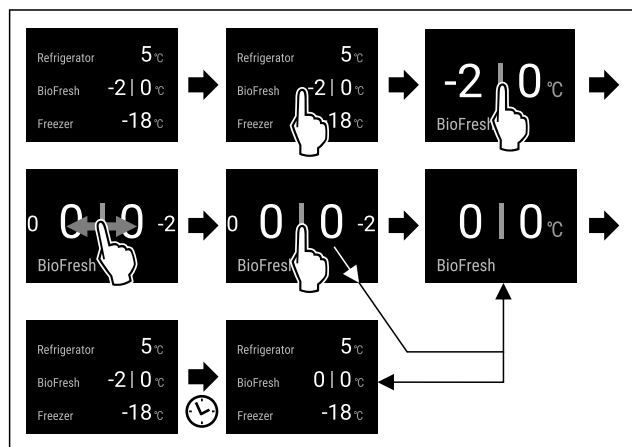 Refrigerator 5 °C
BioFresh -2 | 0 °C
Freezer -18 °C
Refrigerator 5 °C
BioFresh -2 | 0 °C
Freezer 18 °C
-2 | 0 °C
BioFresh
0 0 | 0 -2
BioFresh
0 0 | 0 -2
BioFresh
0 | 0 °C
BioFresh
Refrigerator 5 °C
BioFresh -2 | 0 °C
Freezer -18 °C
Refrigerator 5 °C
BioFresh 0 | 0 °C
Freezer -18 °C